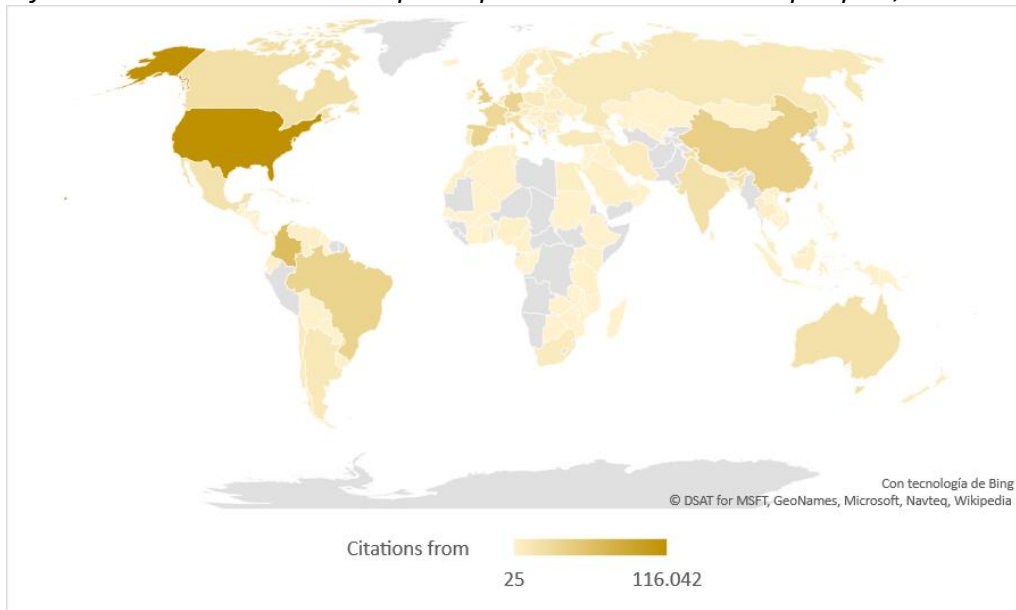 Con tecnología de Bing
© DSAT for MSFT, GeoNames, Microsoft, Navteq, Wikipedia
Citations from
25
116.042